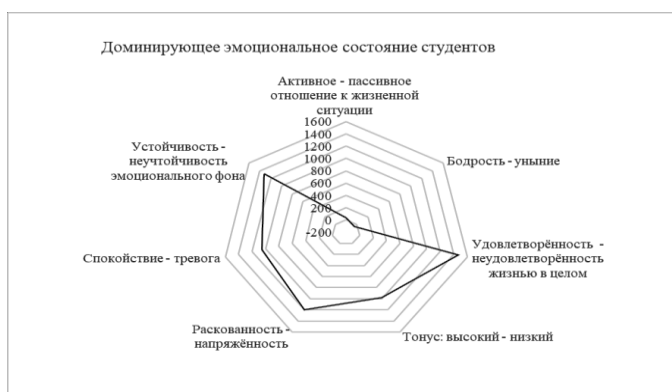 Доминирующее эмоциональное состояние студентов
Активное - пассивное
отношение к жизненной
ситуации
1600
1400
1200
1000
800
600
400
200
0
-200
Бодрость - уныние
Удовлетворённость -
неудовлетворённость
жизнью в целом
Тонус: высокий - низкий
Раскованность -
напряжённость
Спокойствие - тревога
Устойчивость -
неучтойчивость
эмоционального фона